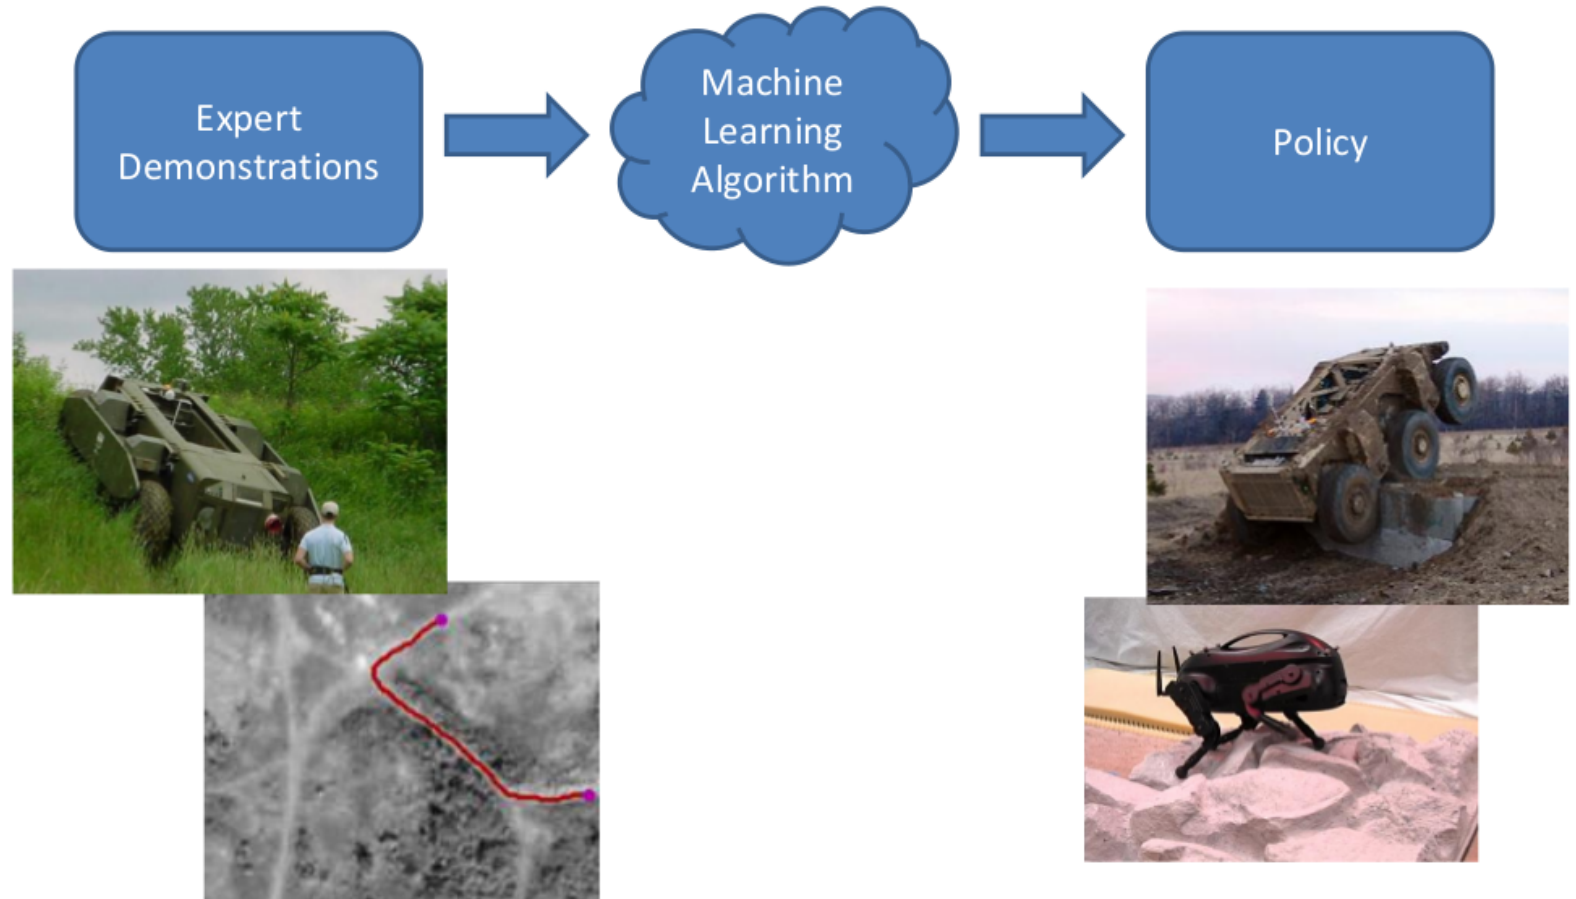 Expert
Demonstrations
Machine
Learning
Algorithm
Policy